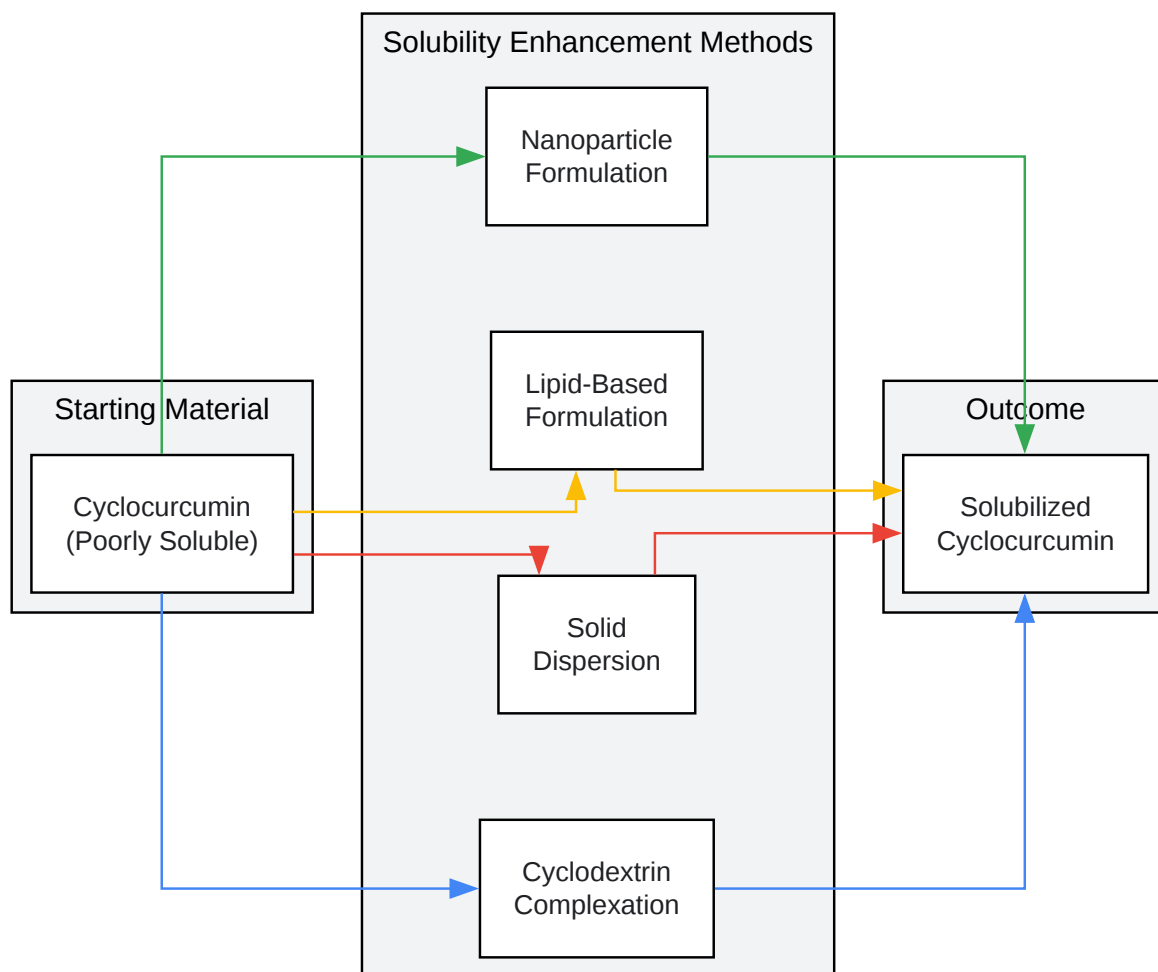 Solubility Enhancement Methods
Nanoparticle
Formulation
Lipid-Based
Formulation
Starting Material
Cyclocurcumin
(Poorly Soluble)
Outcome
Solubilized
Cyclocurcumin
Solid
Dispersion
Cyclodextrin
Complexation